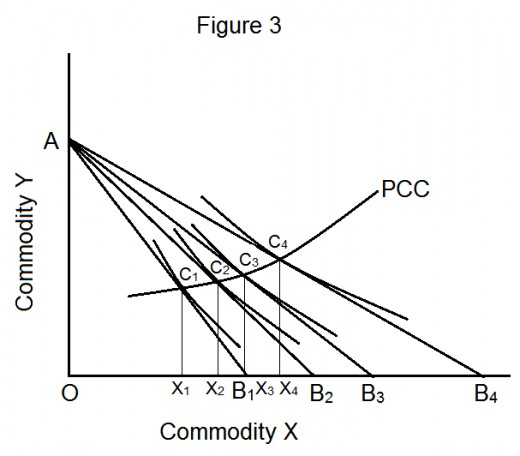 Figure 3
A
Commodity Y
PCC
C4
C1 C2 C3
O X1 X2 B1 X3 X4 B2 B3 B4
Commodity X